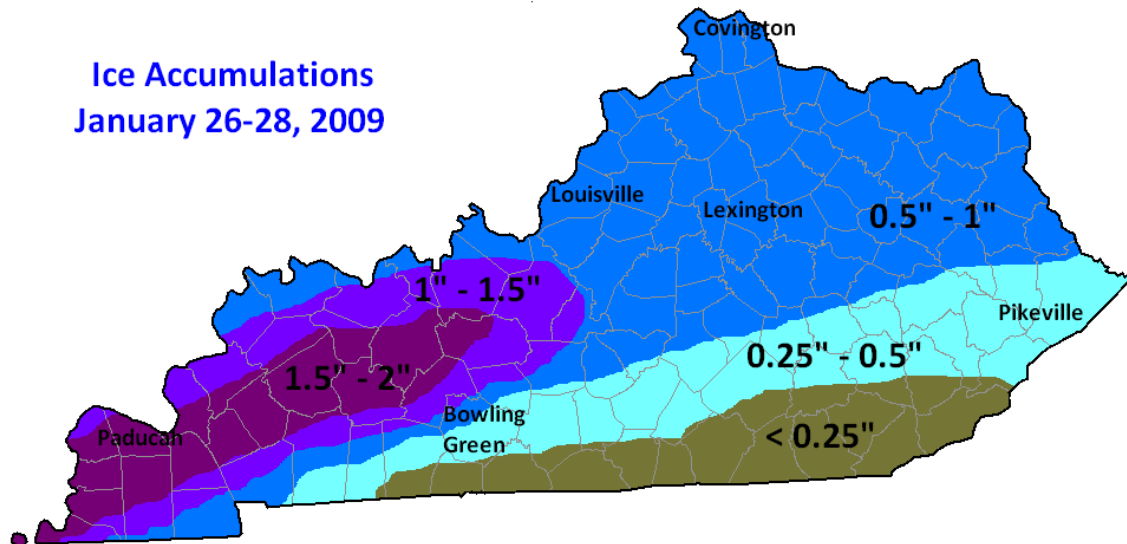 Ice Accumulations
January 26-28, 2009
Covington
Louisville
Lexington
0.5" - 1"
1" - 1.5"
Pikeville
0.25" - 0.5"
1.5" - 2"
Bowling
Green
Paducah
< 0.25"